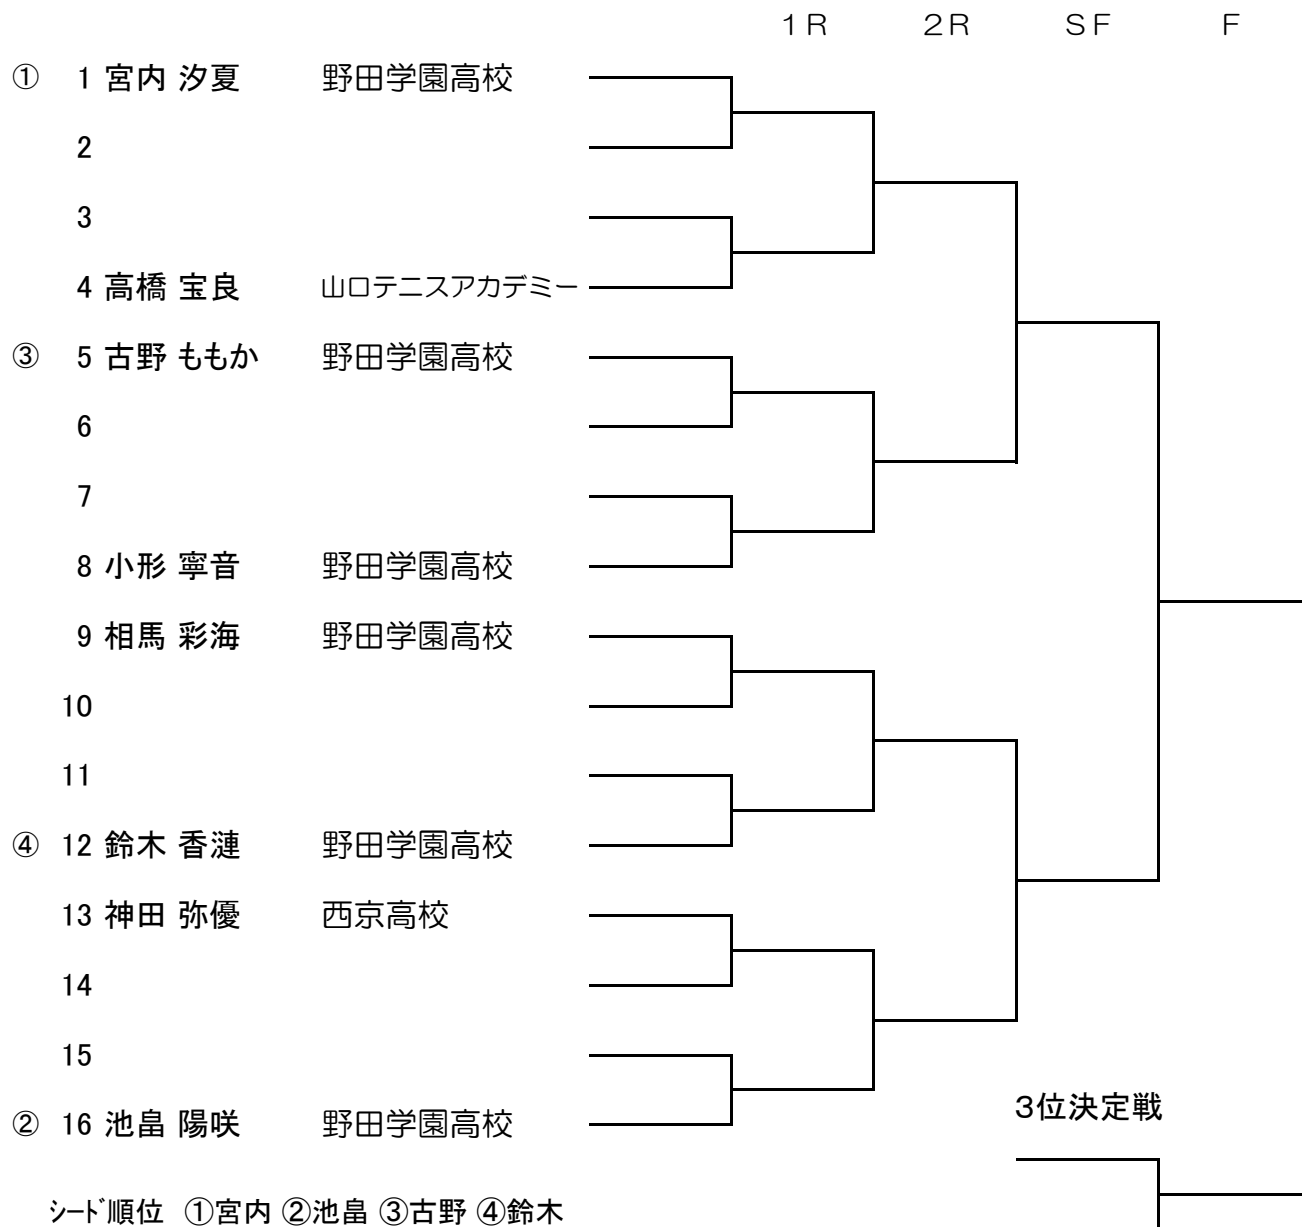 1R 2R SF F
① 1 宮内 汐夏 野田学園高校
2
3
4 高橋 宝良 山口テニスアカデミー
③ 5 古野 ももか 野田学園高校
6
7
8 小形 寧音 野田学園高校
9 相馬 彩海 野田学園高校
10
11
④ 12 鈴木 香漣 野田学園高校
13 神田 弥優 西京高校
14
15
3位決定戦
② 16 池畠 陽咲 野田学園高校
ｼｰﾄﾞ順位 ①宮内 ②池畠 ③古野 ④鈴木